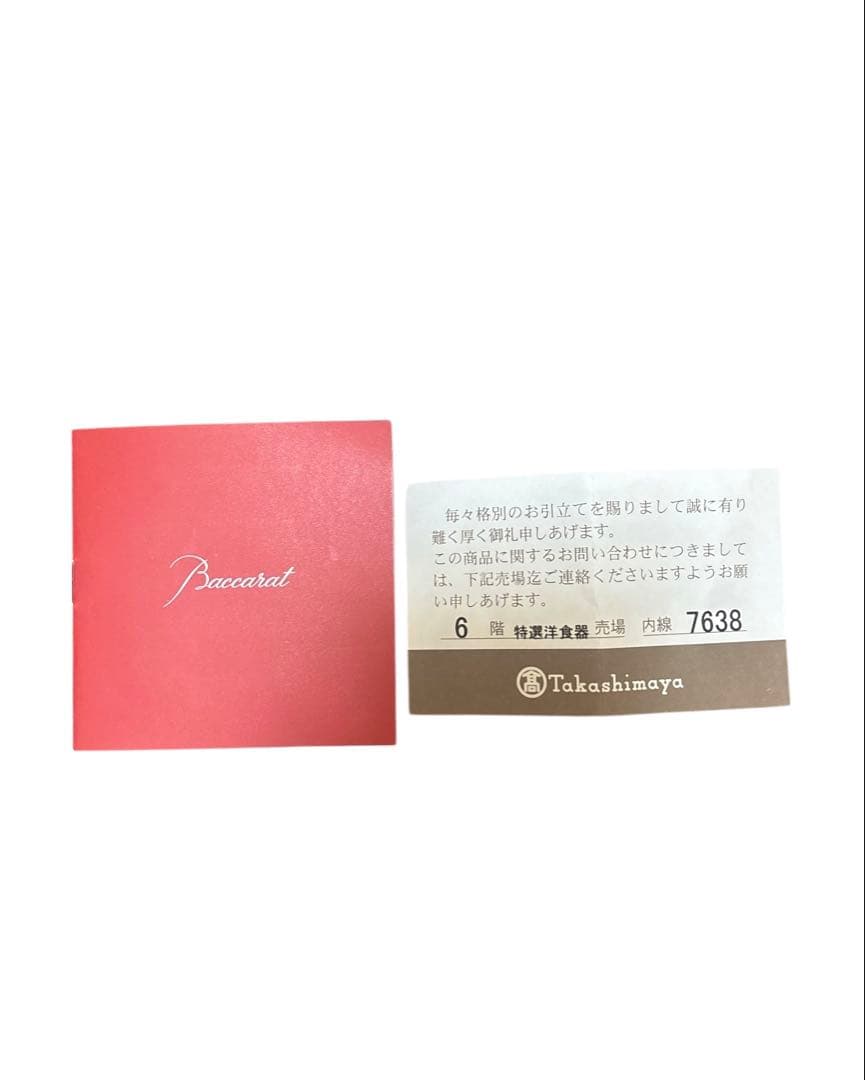 Baccarat
毎々格別のお引立てを賜りまして誠に有り
難く厚く御礼申しあげます。
この商品に関するお問い合わせにつきまして
は、下記売場迄ご連絡くださいますようお願
い申しあげます。
6 階 特選洋食器 売場 内線 7638
髙 Takashimaya